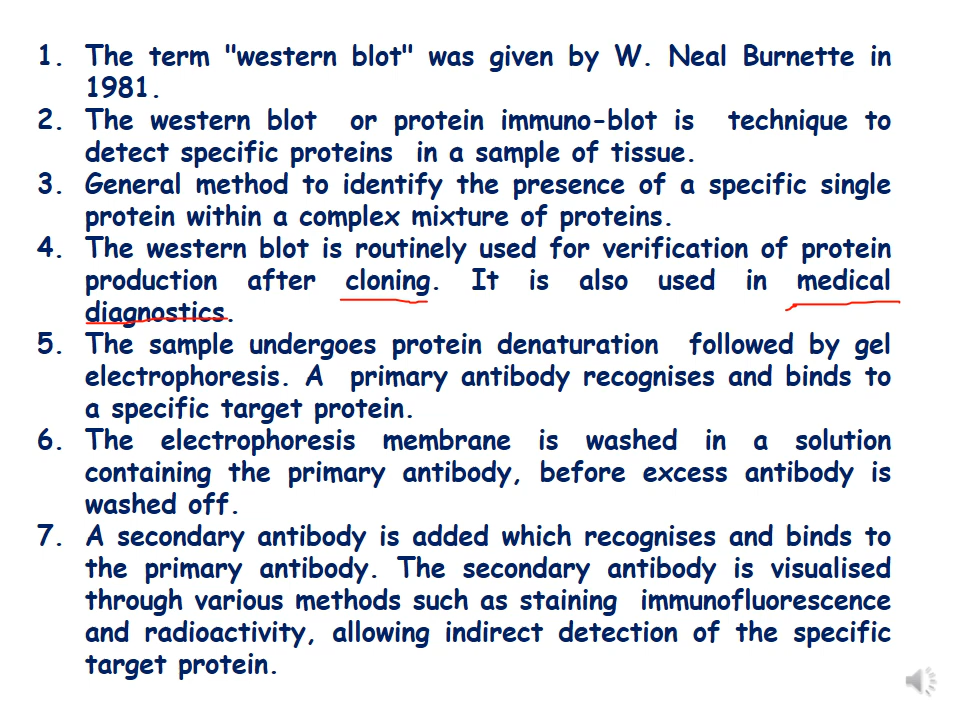 1. The term "western blot" was given by W. Neal Burnette in
1981.
2. The western blot or protein immuno-blot is technique to
detect specific proteins in a sample of tissue.
3. General method to identify the presence of a specific single
protein within a complex mixture of proteins.
4. The western blot is routinely used for verification of protein
production after cloning. It is also used in medical
diagnostics.
5. The sample undergoes protein denaturation followed by gel
electrophoresis. A primary antibody recognises and binds to
a specific target protein.
6. The electrophoresis membrane is washed in a solution
containing the primary antibody, before excess antibody is
washed off.
7. A secondary antibody is added which recognises and binds to
the primary antibody. The secondary antibody is visualised
through various methods such as staining immunofluorescence
and radioactivity, allowing indirect detection of the specific
target protein.